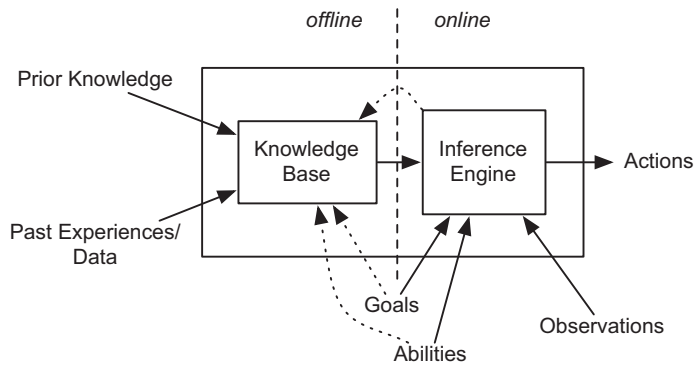 offline
online
Prior Knowledge
Knowledge
Base
Inference
Engine
Actions
Past Experiences/
Data
Goals
Observations
Abilities